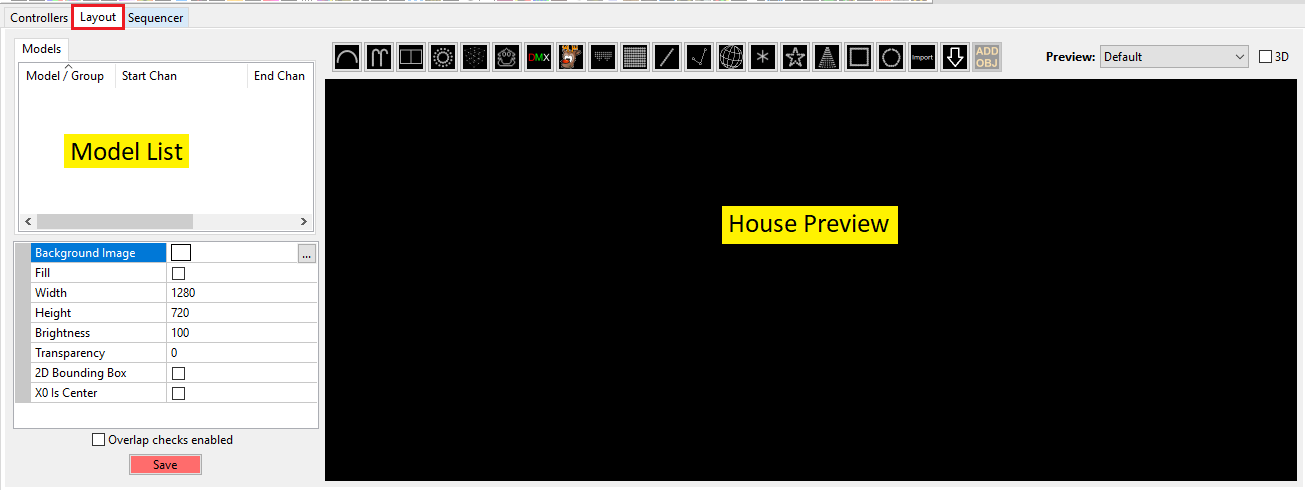 Controllers Layout Sequencer
Models
Model / Group Start Chan End Chan
Model List
Background Image ...
Fill
Width 1280
Height 720
Brightness 100
Transparency 0
2D Bounding Box
X0 Is Center
Overlap checks enabled
Save
DMX Import ADD OBJ Preview: Default 3D
House Preview